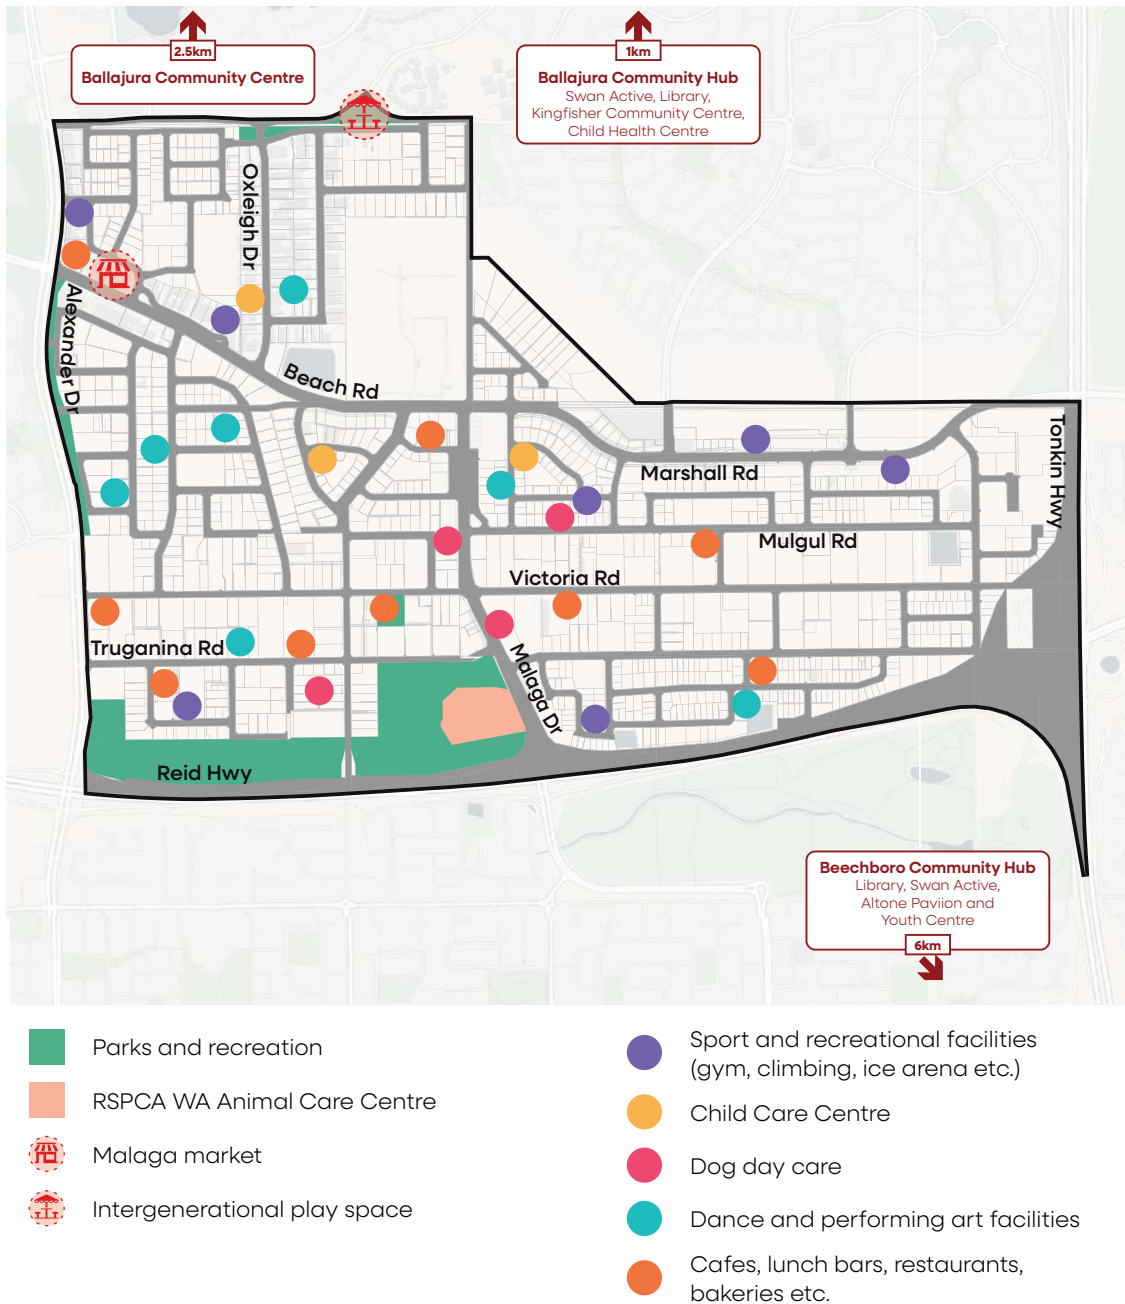 2.5km
Ballajura Community Centre
1km
Ballajura Community Hub
Swan Active, Library,
Kingfisher Community Centre,
Child Health Centre
Oxleigh Dr
Alexander Dr
Beach Rd
Marshall Rd
Tonkin Hwy
Mulgul Rd
Victoria Rd
Truganina Rd
Malaga Dr
Reid Hwy
Beechboro Community Hub
Library, Swan Active,
Altone Paviion and
Youth Centre
6km
Parks and recreation
RSPCA WA Animal Care Centre
Malaga market
Intergenerational play space
Sport and recreational facilities
(gym, climbing, ice arena etc.)
Child Care Centre
Dog day care
Dance and performing art facilities
Cafes, lunch bars, restaurants,
bakeries etc.